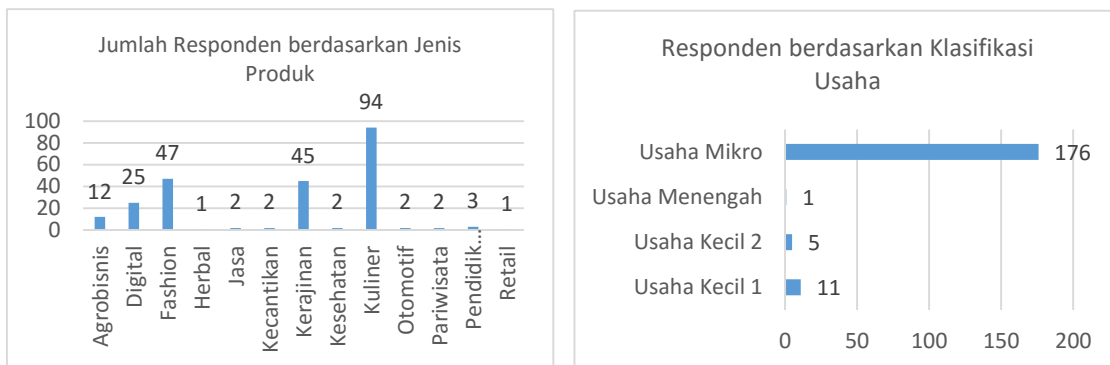 Jumlah Responden berdasarkan Jenis
Produk
94
47
45
25
12
1
2
2
2
2
2
3
1
100
80
60
40
20
0
Agrobisnis
Digital
Fashion
Herbal
Jasa
Kecantikan
Kerajinan
Kesehatan
Kuliner
Otomotif
Pariwisata
Pendidik...
Retail
Responden berdasarkan Klasifikasi
Usaha
Usaha Mikro
176
Usaha Menengah
1
Usaha Kecil 2
5
Usaha Kecil 1
11
0 50 100 150 200